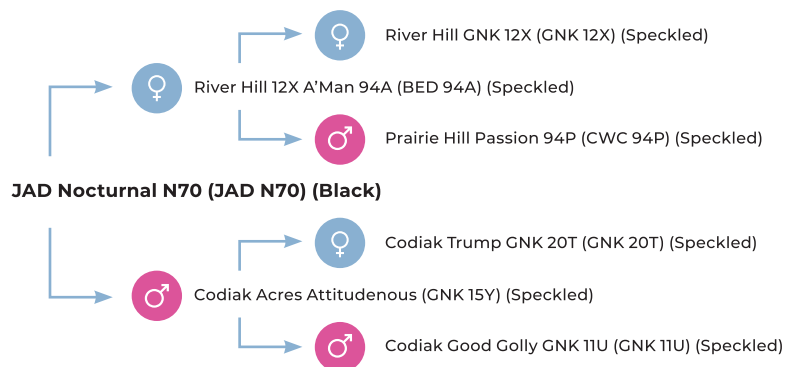 River Hill GNK 12X (GNK 12X) (Speckled)
River Hill 12X A’Man 94A (BED 94A) (Speckled)
Prairie Hill Passion 94P (CWC 94P) (Speckled)
JAD Nocturnal N70 (JAD N70) (Black)
Codiak Trump GNK 20T (GNK 20T) (Speckled)
Codiak Acres Attitudenous (GNK 15Y) (Speckled)
Codiak Good Golly GNK 11U (GNK 11U) (Speckled)